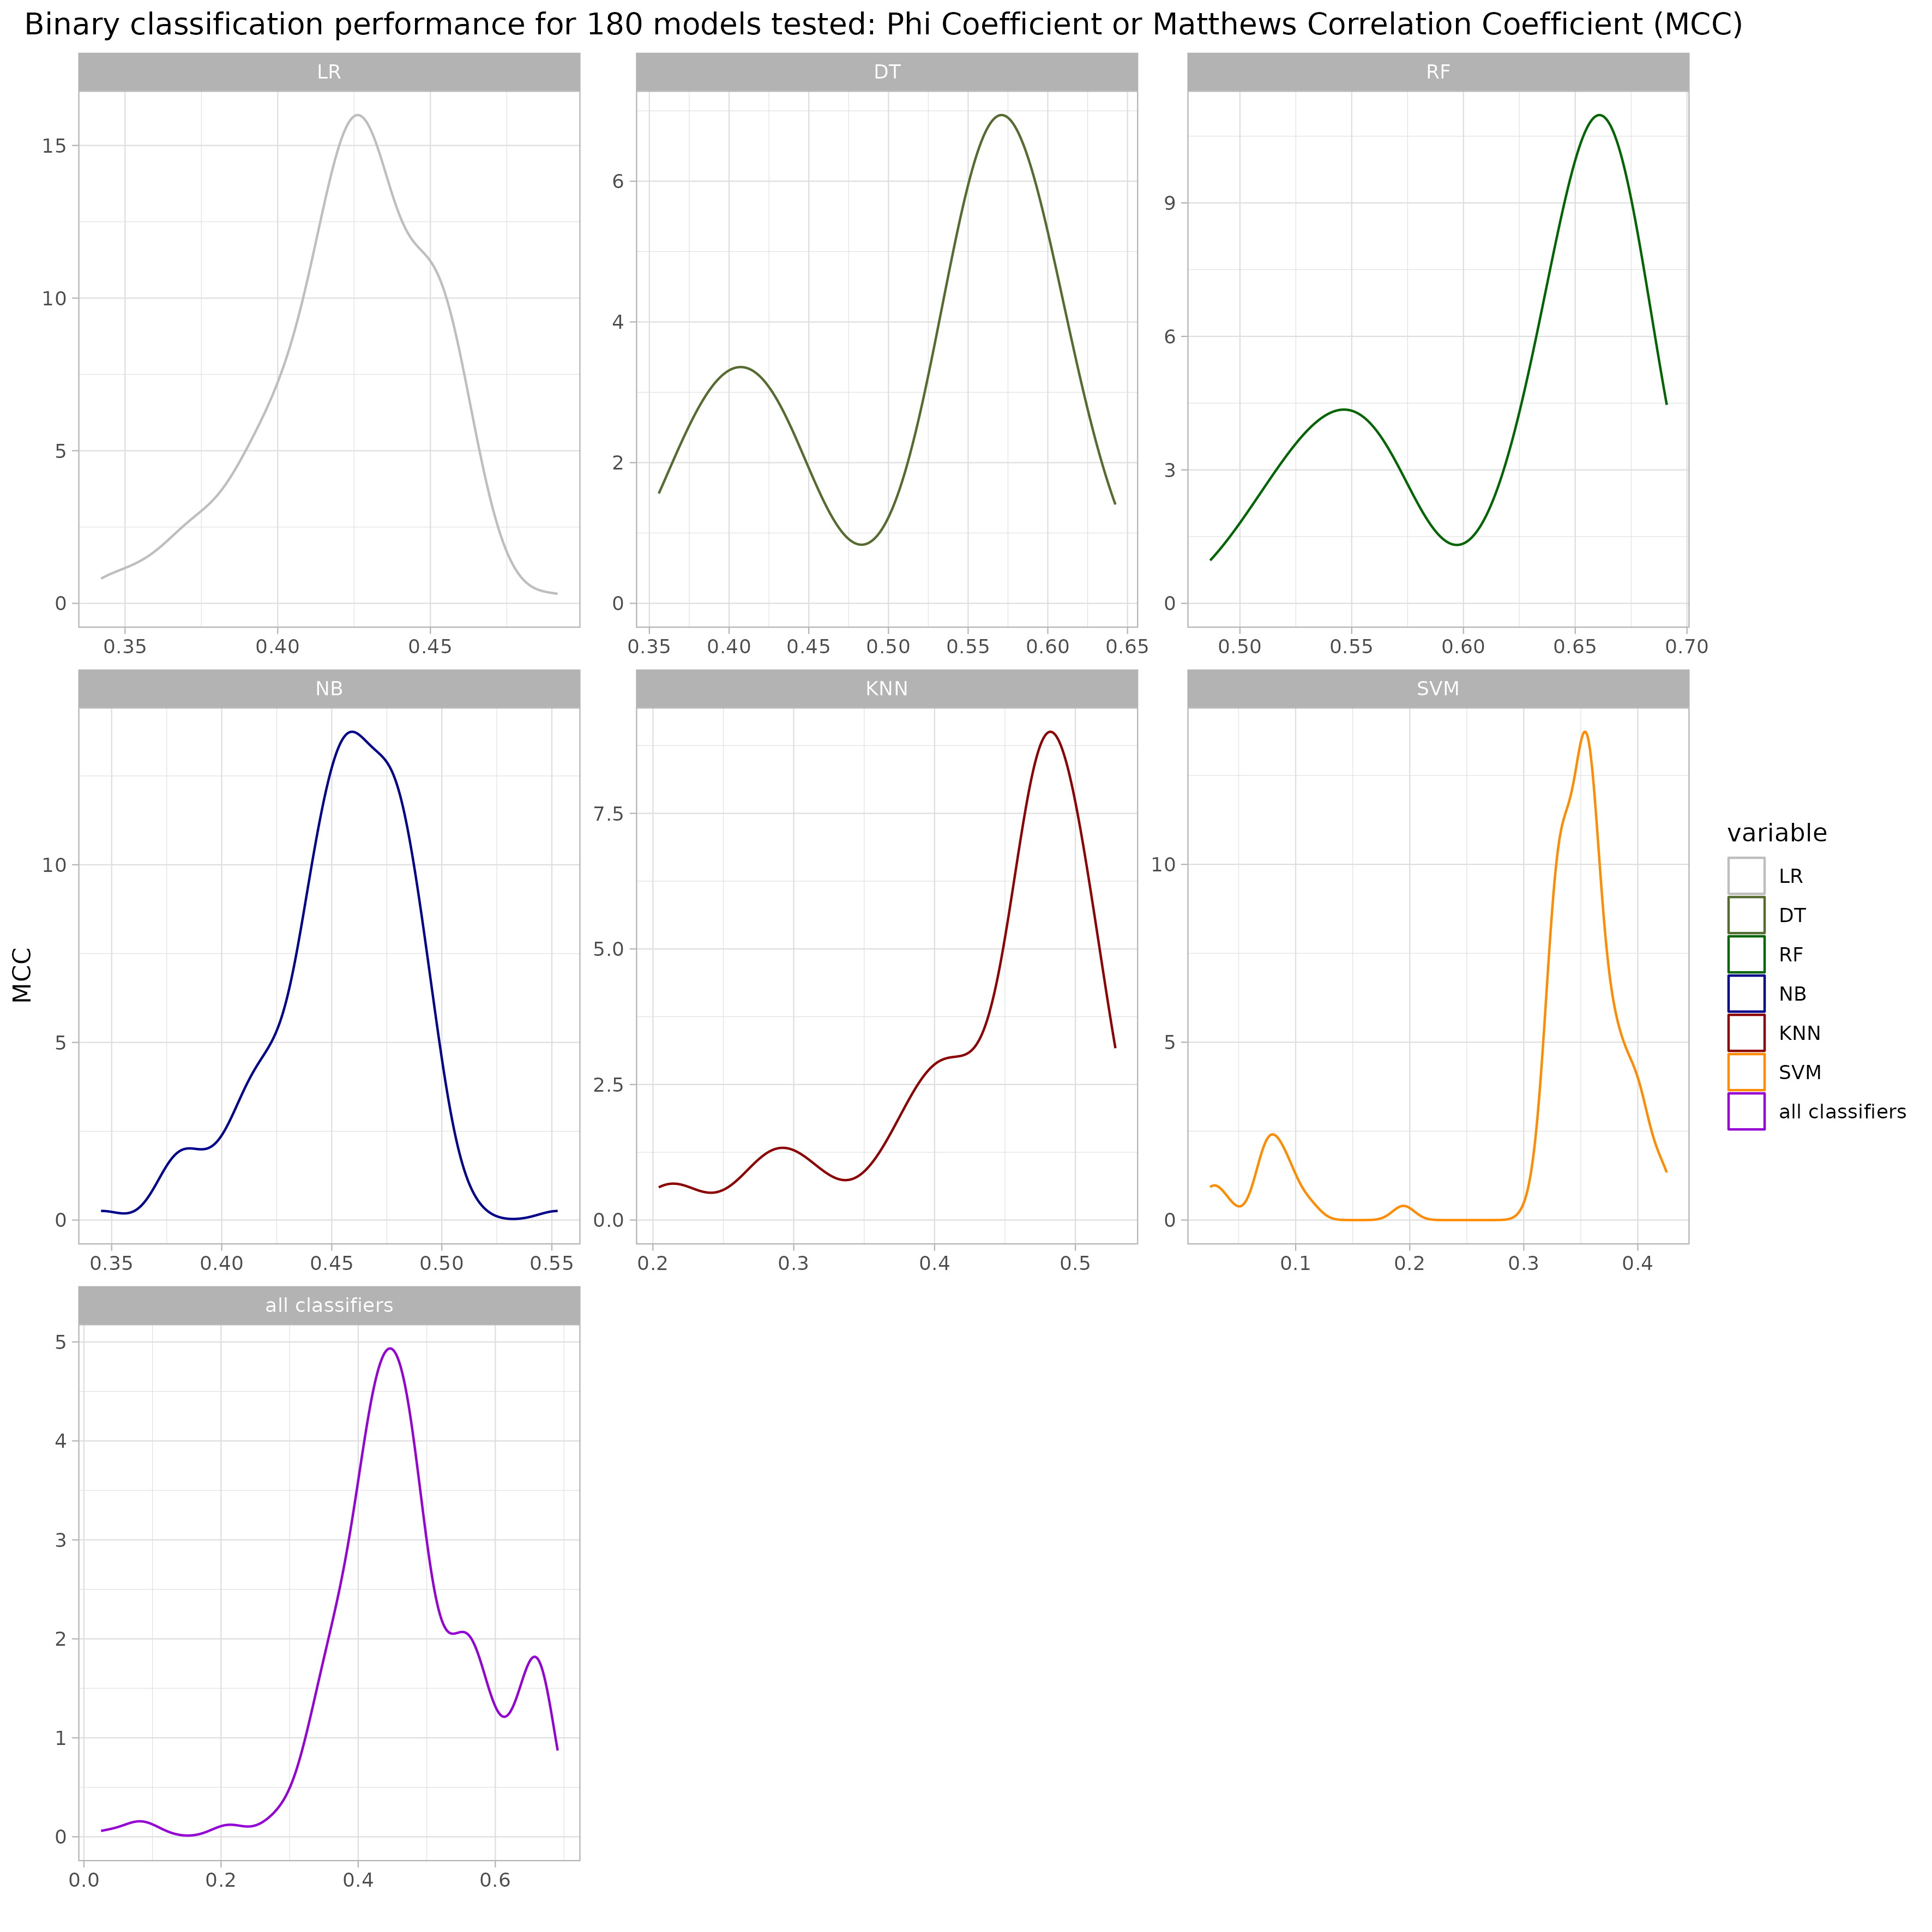 Binary classification performance for 180 models tested: Phi Coefficient or Matthews Correlation Coefficient (MCC)
LR
DT
RF
15
10
5
0
0.35 0.40 0.45
6
4
2
0
0.35 0.40 0.45 0.50 0.55 0.60 0.65
9
6
3
0
0.50 0.55 0.60 0.65 0.70
NB
KNN
SVM
MCC
10
5
0
0.35 0.40 0.45 0.50 0.55
7.5
5.0
2.5
0.0
0.2 0.3 0.4 0.5
10
5
0
0.1 0.2 0.3 0.4
variable
LR
DT
RF
NB
KNN
SVM
all classifiers
all classifiers
5
4
3
2
1
0
0.0 0.2 0.4 0.6